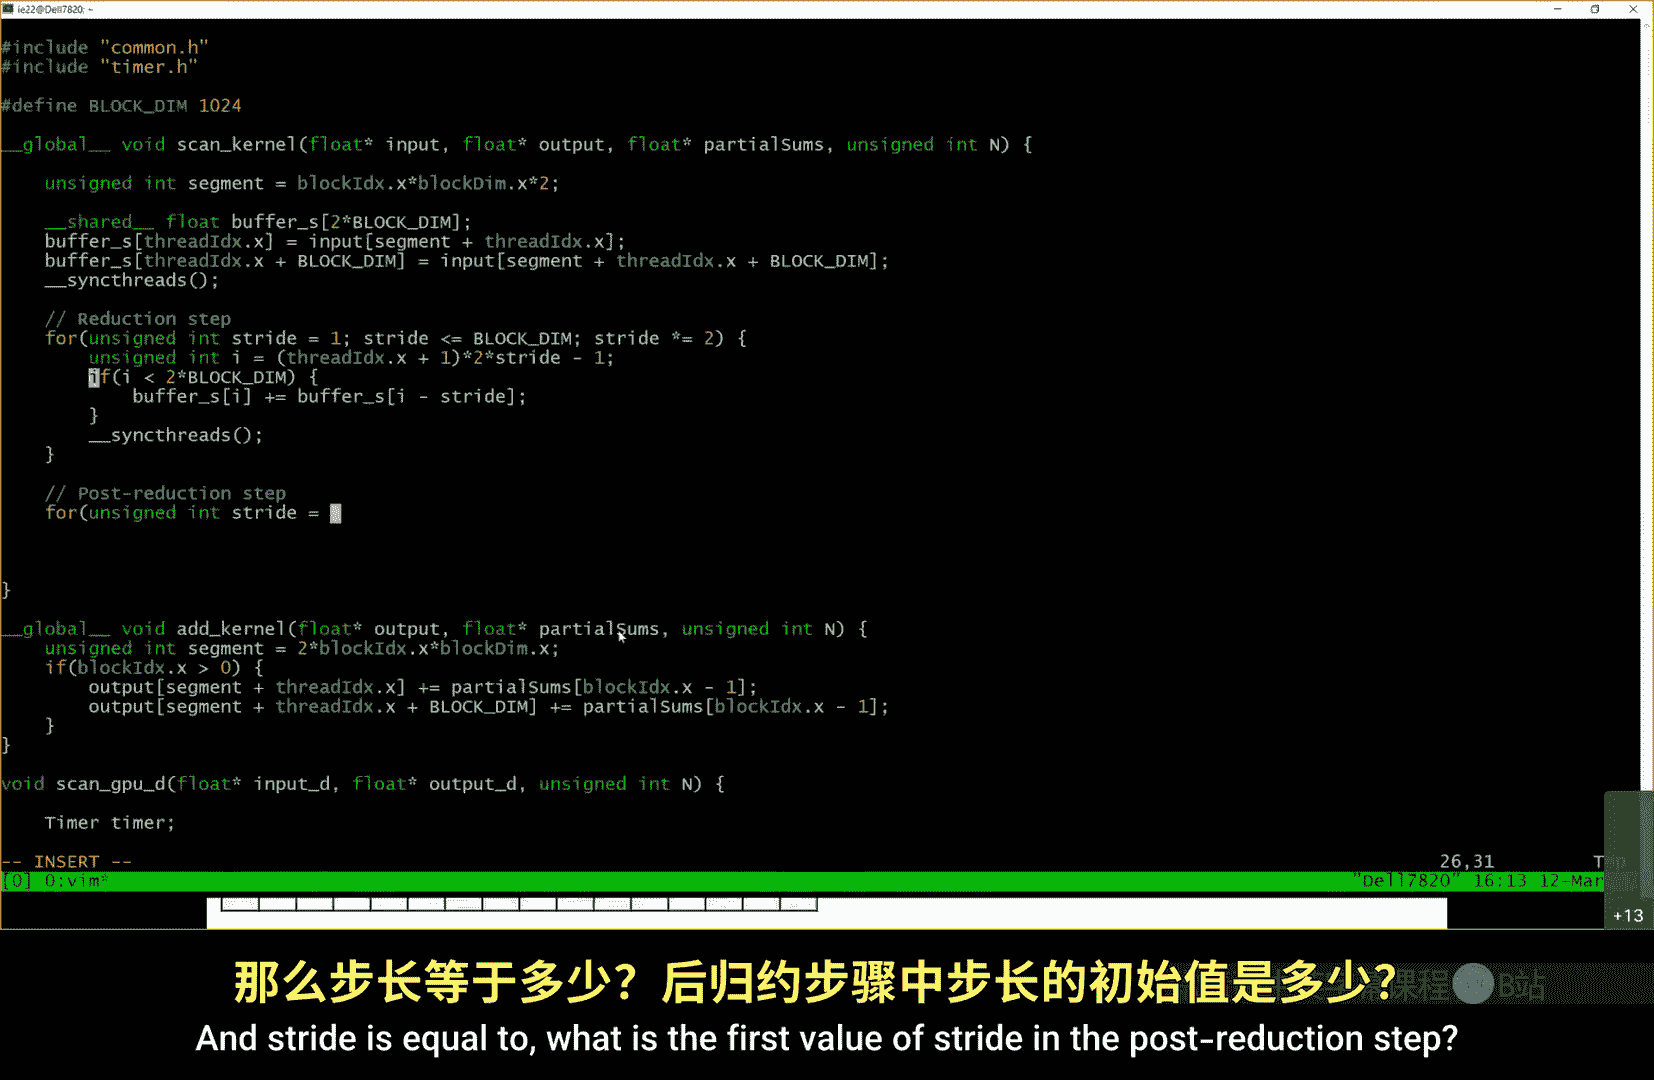 ie22@Dell7820: ~
#include "common.h"
#include "timer.h"
#define BLOCK_DIM 1024
__global__ void scan_kernel(float* input, float* output, float* partialSums, unsigned int N) {
unsigned int segment = blockIdx.x*blockDim.x*2;
__shared__ float buffer_s[2*BLOCK_DIM];
buffer_s[threadIdx.x] = input[segment + threadIdx.x];
buffer_s[threadIdx.x + BLOCK_DIM] = input[segment + threadIdx.x + BLOCK_DIM];
__syncthreads();
// Reduction step
for(unsigned int stride = 1; stride <= BLOCK_DIM; stride *= 2) {
unsigned int i = (threadIdx.x + 1)*2*stride - 1;
if(i < 2*BLOCK_DIM) {
buffer_s[i] += buffer_s[i - stride];
}
__syncthreads();
}
// Post-reduction step
for(unsigned int stride =
}
__global__ void add_kernel(float* output, float* partialSums, unsigned int N) {
unsigned int segment = 2*blockIdx.x*blockDim.x;
if(blockIdx.x > 0) {
output[segment + threadIdx.x] += partialSums[blockIdx.x - 1];
output[segment + threadIdx.x + BLOCK_DIM] += partialSums[blockIdx.x - 1];
}
}
void scan_gpu_d(float* input_d, float* output_d, unsigned int N) {
Timer timer;
-- INSERT -- 26,31
[0] 0:vim* "Dell7820" 16:13 12-Mar
+13
那么步长等于多少？后归约步骤中步长的初始值是多少？
课程 B站
And stride is equal to, what is the first value of stride in the post-reduction step?